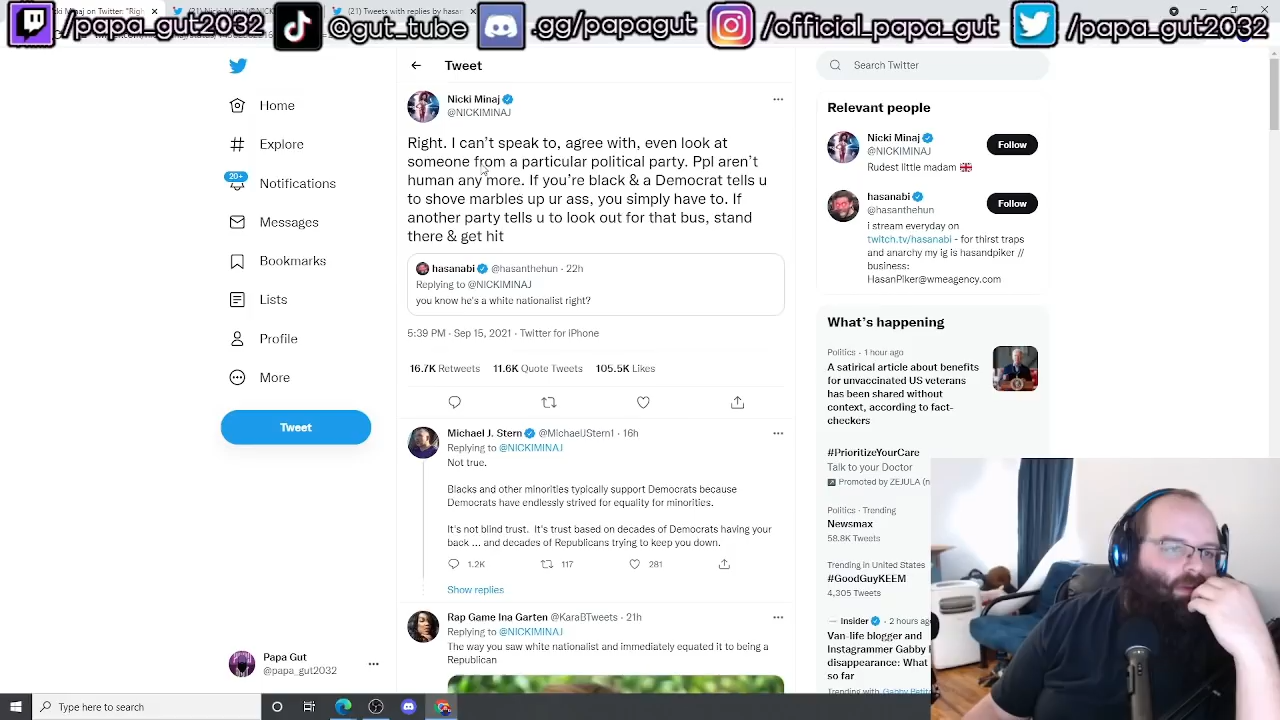 /papa_gut2032
@gut_tube
.gg/papagut
/official_papa_gut
/papa_gut2032
Tweet
Search Twitter
Home
Explore
20+
Notifications
Messages
Bookmarks
Lists
Profile
More
Tweet
Papa Gut
@papa_gut2032
Nicki Minaj
@NICKIMINAJ
Right. I can't speak to, agree with, even look at
someone from a particular political party. Ppl aren't
human any more. If you're black & a Democrat tells u
to shove marbles up ur ass, you simply have to. If
another party tells u to look out for that bus, stand
there & get hit
hasanabi @hasanthehun · 22h
Replying to @NICKIMINAJ
you know he's a white nationalist right?
5:39 PM · Sep 15, 2021 · Twitter for iPhone
16.7K Retweets 11.6K Quote Tweets 105.5K Likes
Michael J. Stern @MichaelJStern1 · 16h
Replying to @NICKIMINAJ
Not true.
Blacks and other minorities typically support Democrats because
Democrats have endlessly strived for equality for minorities.
It's not blind trust. It's trust based on decades of Democrats having your
back ... and decades of Republicans trying to keep you down.
1.2K 117 281
Show replies
Rap Game Ina Garten @KaraBTweets · 21h
Replying to @NICKIMINAJ
The way you saw white nationalist and immediately equated it to being a
Republican
Relevant people
Nicki Minaj
@NICKIMINAJ
Follow
Rudest little madam
hasanabi
@hasanthehun
Follow
i stream everyday on
twitch.tv/hasanabi - for thirst traps
and anarchy my ig is hasandpiker //
business:
HasanPiker@wmeagency.com
What's happening
Politics · 1 hour ago
A satirical article about benefits
for unvaccinated US veterans
has been shared without
context, according to fact-
checkers
#PrioritizeYourCare
Talk to your Doctor
Promoted by ZEJULA (n
Politics · Trending
Newsmax
58.8K Tweets
Trending in United States
#GoodGuyKEEM
4,305 Tweets
Insider · 2 hours ag
Van-life blogger and
Instagrammer Gabby
disappearance: What
so far
Trending with Gabby Petit
Type here to search